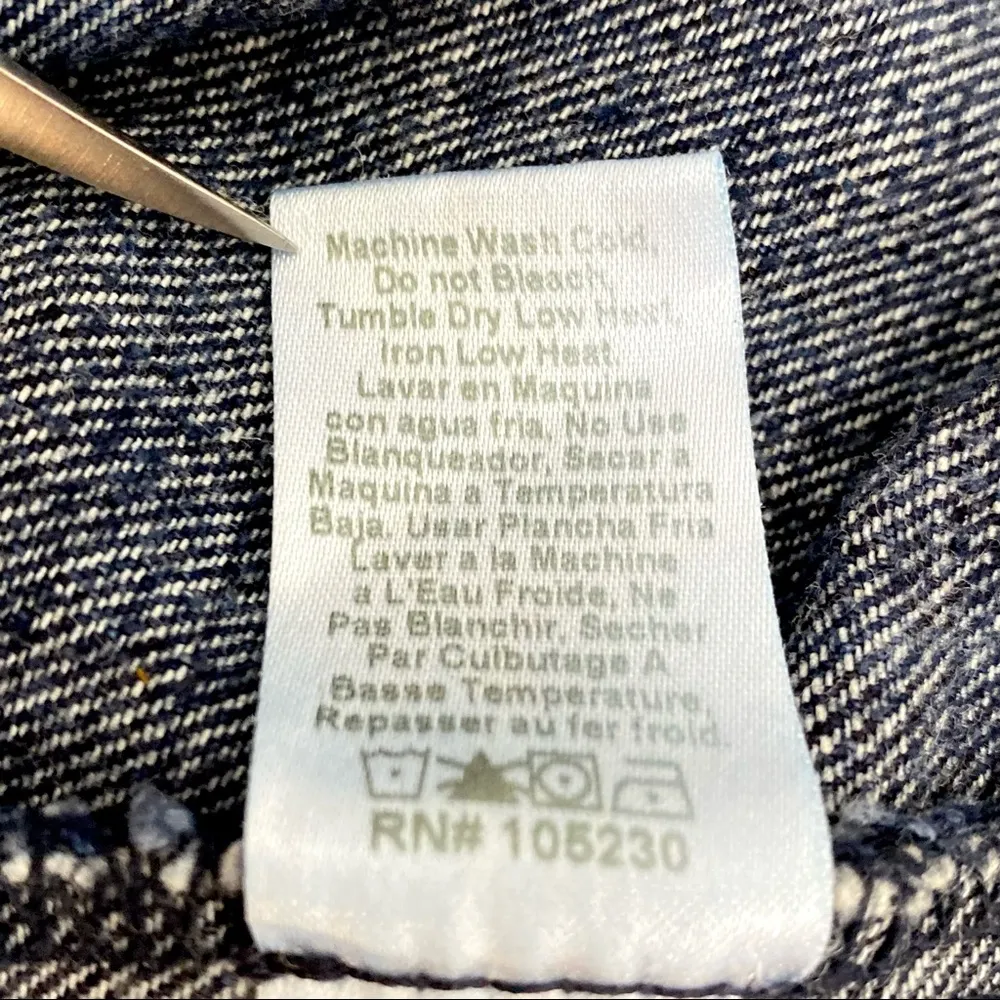 Machine Wash Cold,
Do not Bleach,
Tumble Dry Low Heat,
Iron Low Heat.
Lavar en Maquina
con agua fria, No Use
Blanqueador, Secar a
Maquina a Temperatura
Baja. Usar Plancha Fria
Laver a la Machine
a L'Eau Froide, Ne
Pas Blanchir, Secher
Par Culbutage A
Basse Temperature
Repasser au fer froid.
RN# 105230